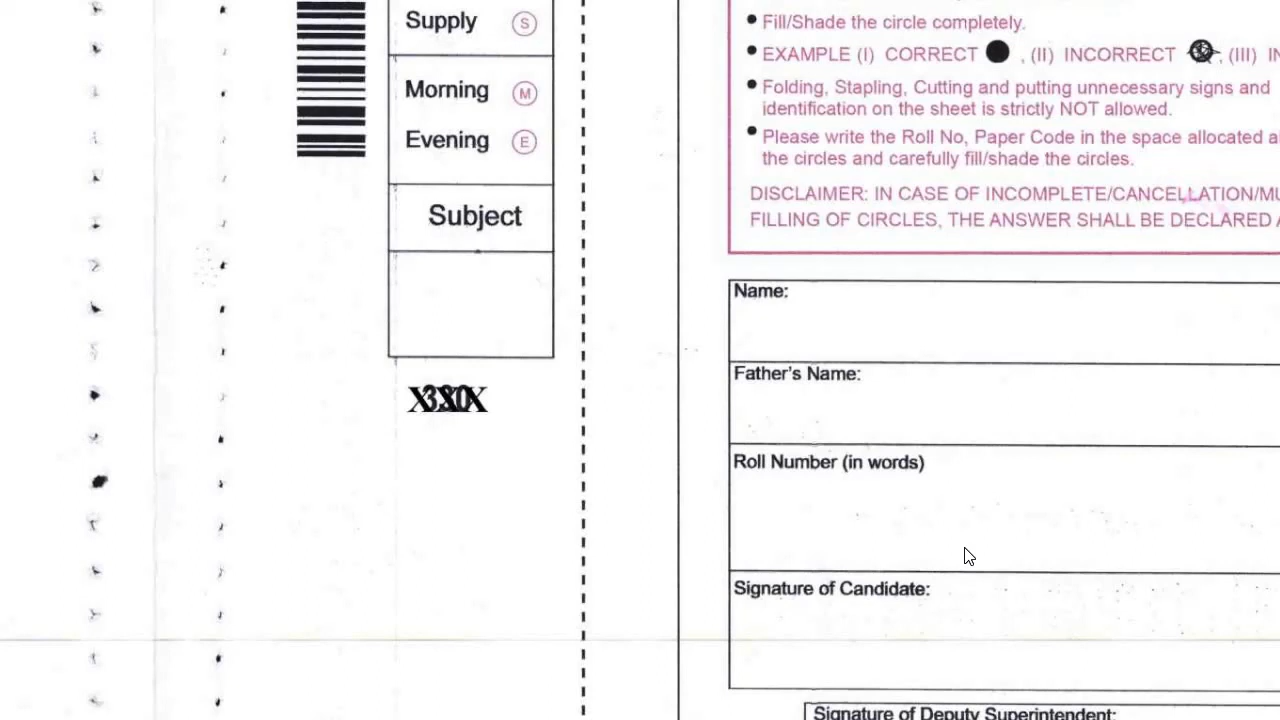 Supply S
Morning M
Evening E
Subject
Fill/Shade the circle completely.
EXAMPLE (I) CORRECT , (II) INCORRECT , (III)
Folding, Stapling, Cutting and putting unnecessary signs and
identification on the sheet is strictly NOT allowed.
Please write the Roll No, Paper Code in the space allocated
the circles and carefully fill/shade the circles.
DISCLAIMER: IN CASE OF INCOMPLETE/CANCELLATION/
FILLING OF CIRCLES, THE ANSWER SHALL BE DECLARED
Name:
Father's Name:
Roll Number (in words)
Signature of Candidate:
Signature of Deputy Superintendent: